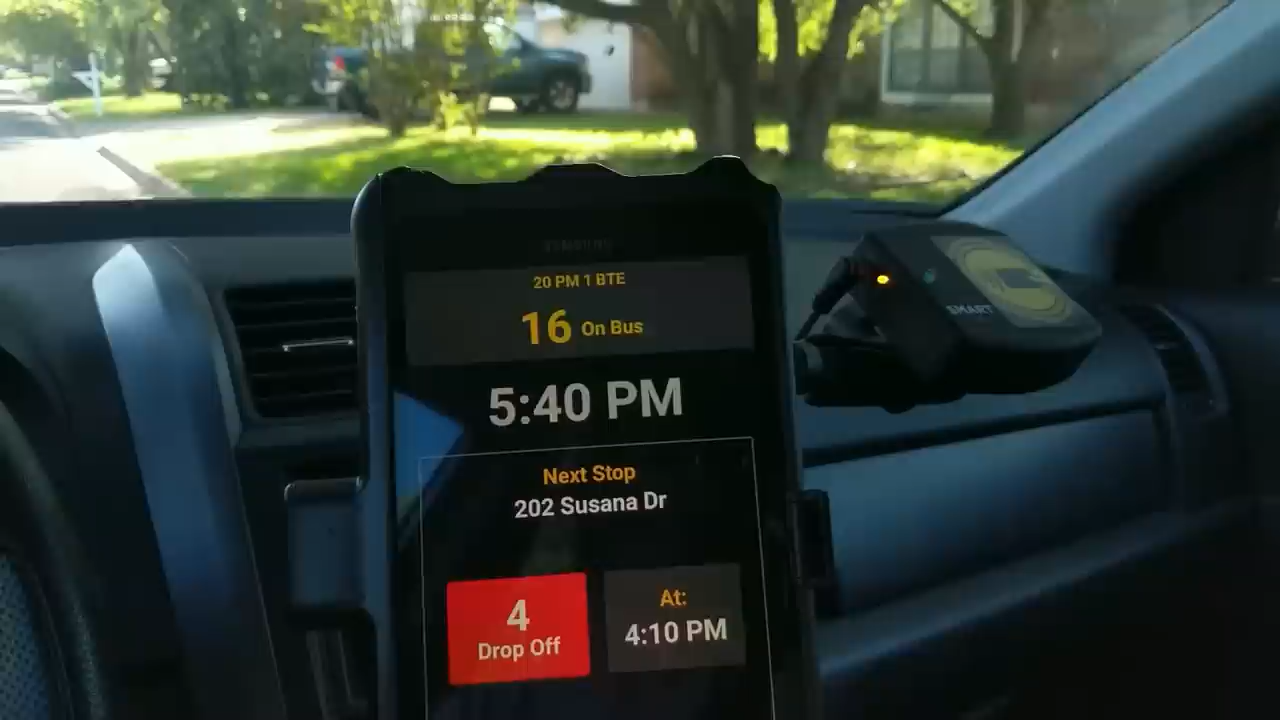 SAMSUNG
20 PM 1 BTE
16 On Bus
5:40 PM
Next Stop
202 Susana Dr
4
Drop Off
At:
4:10 PM
SMART